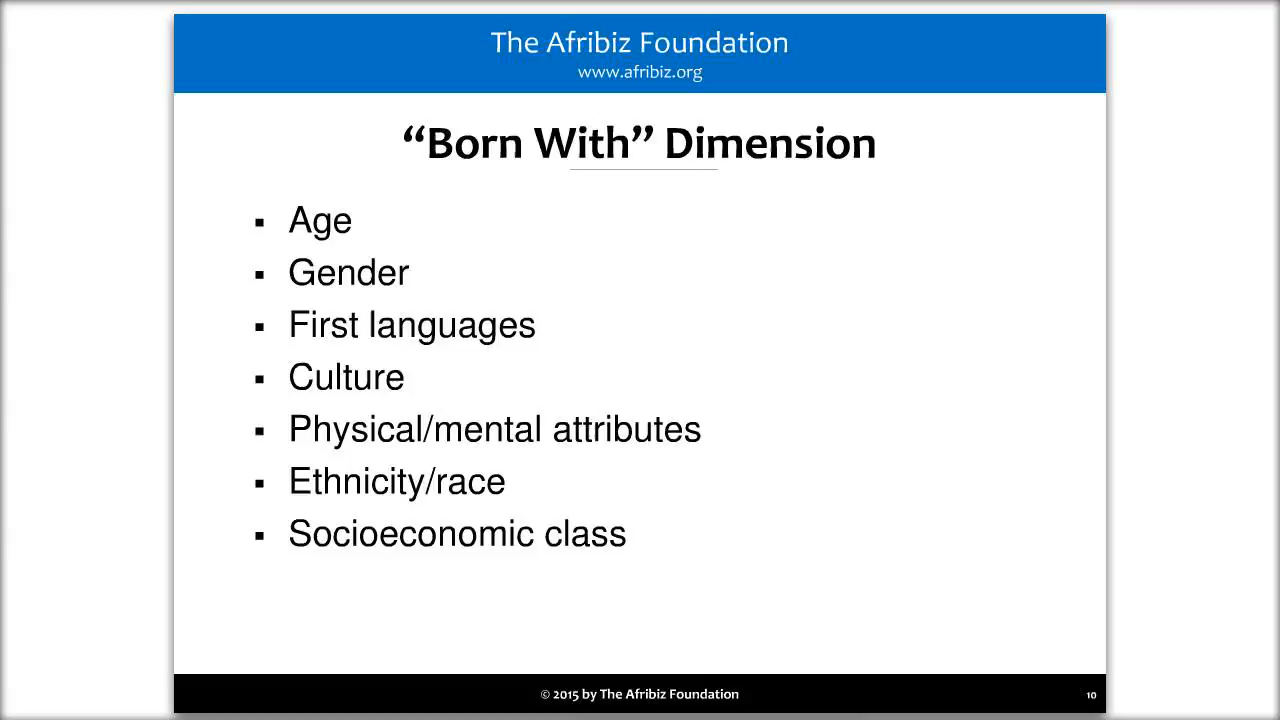 The Afribiz Foundation
www.afribiz.org
“Born With” Dimension
▪ Age
▪ Gender
▪ First languages
▪ Culture
▪ Physical/mental attributes
▪ Ethnicity/race
▪ Socioeconomic class
© 2015 by The Afribiz Foundation
10